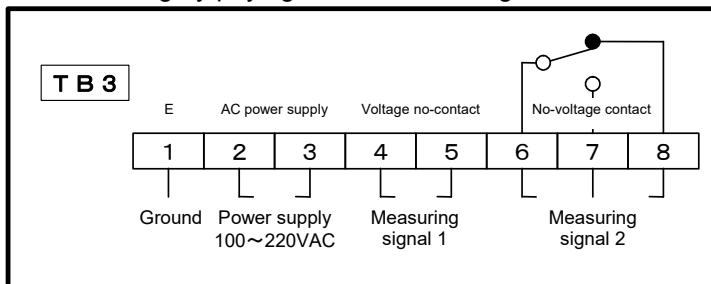 TB3
E AC power supply Voltage no-contact No-voltage contact
1 2 3 4 5 6 7 8
Ground Power supply Measuring Measuring
100～220VAC signal 1 signal 2